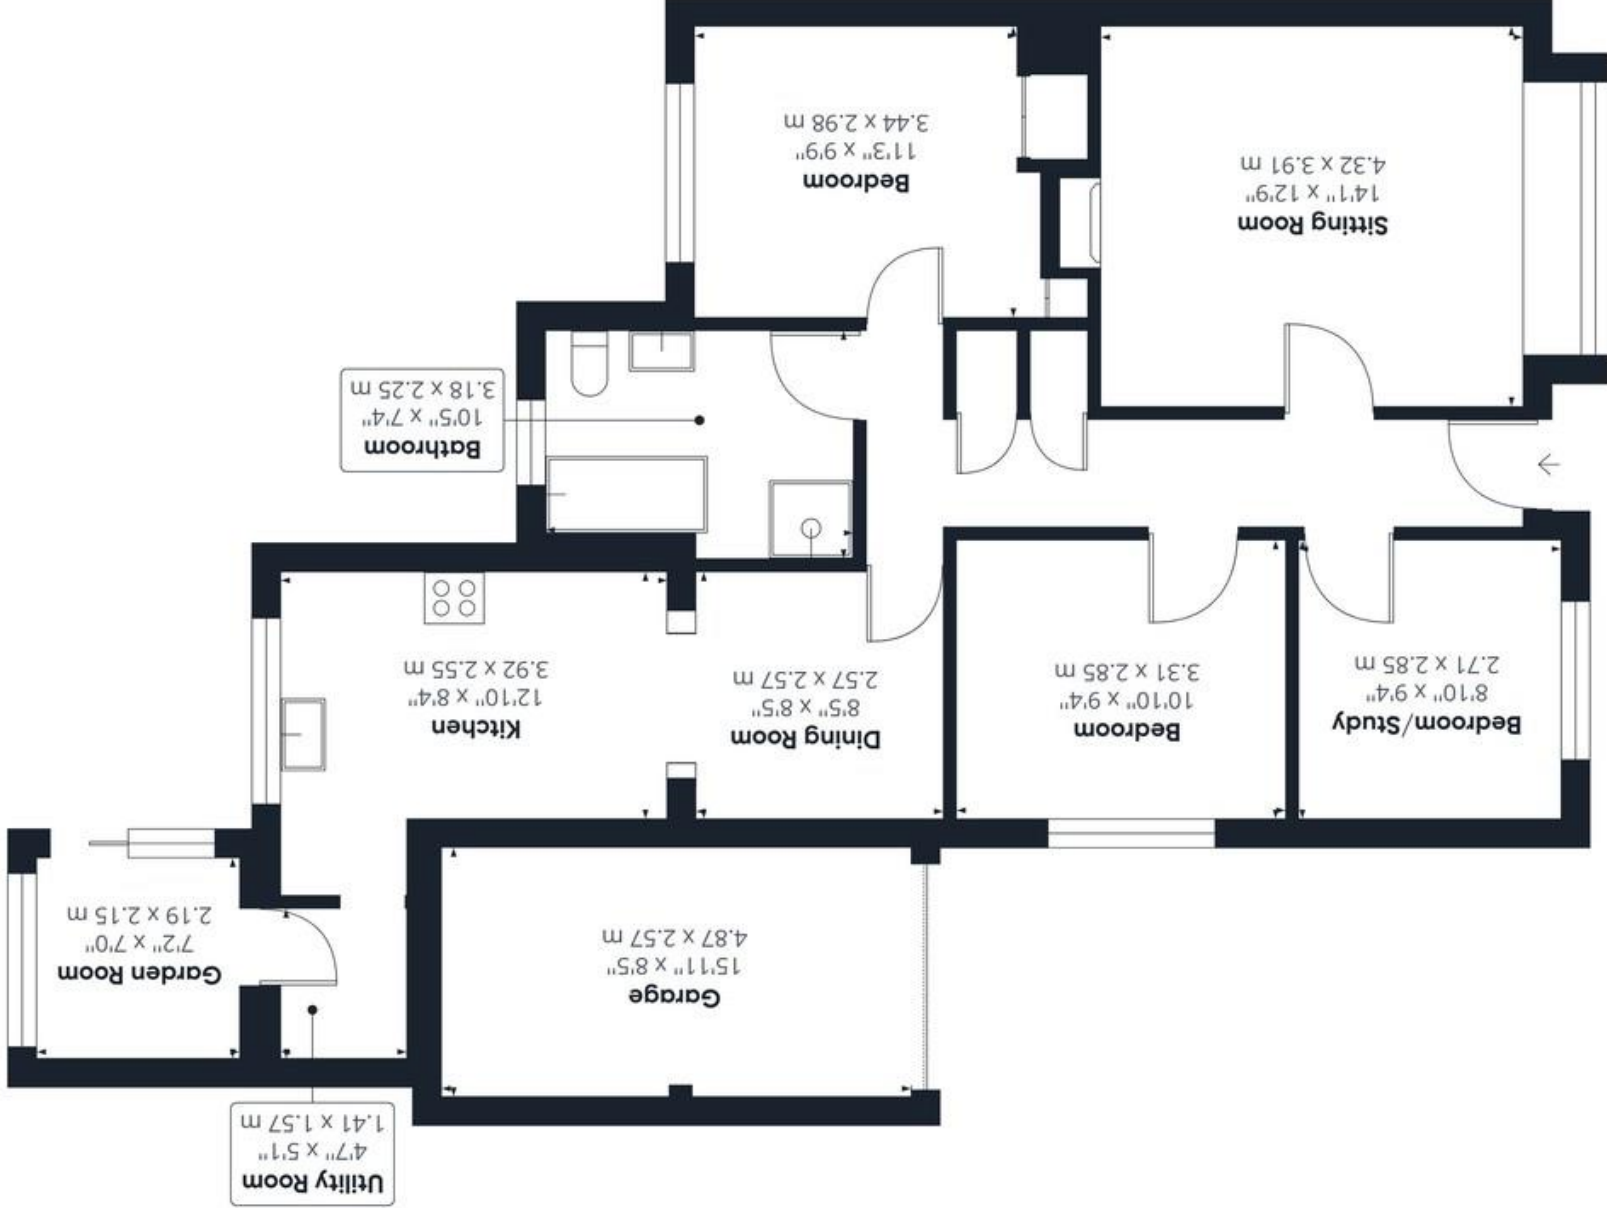 Utility Room
4'7" x 5'1"
1.41 x 1.57 m
Garage
15'11" x 8'5"
4.87 x 2.57 m
Garden Room
7'2" x 7'0"
2.19 x 2.15 m
Bedroom/Study
8'10" x 9'4"
2.71 x 2.85 m
Bedroom
10'10" x 9'4"
3.31 x 2.85 m
Dining Room
8'5" x 8'5"
2.57 x 2.57 m
Kitchen
12'10" x 8'4"
3.92 x 2.55 m
Bathroom
10'5" x 7'4"
3.18 x 2.25 m
Sitting Room
14'1" x 12'9"
4.32 x 3.91 m
Bedroom
11'3" x 9'9"
3.44 x 2.98 m